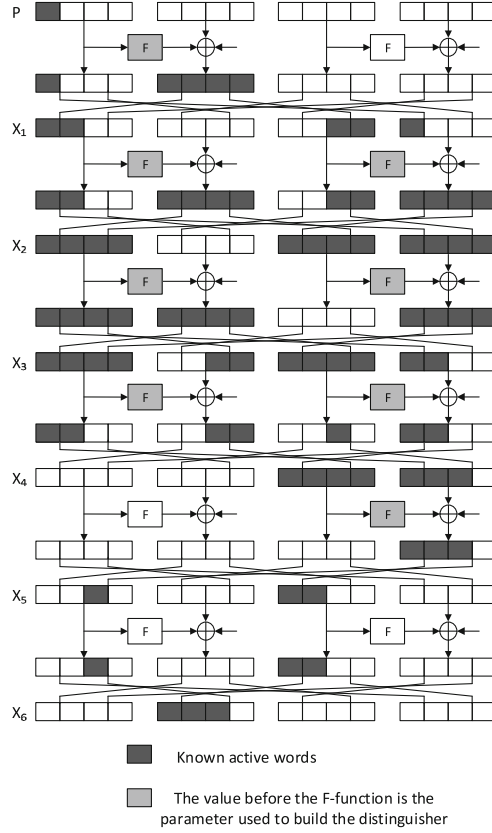 P
F
F
X₁
F
F
X₂
F
F
X₃
F
F
X₄
F
F
X₅
F
F
X₆
Known active words
The value before the F-function is the
parameter used to build the distinguisher